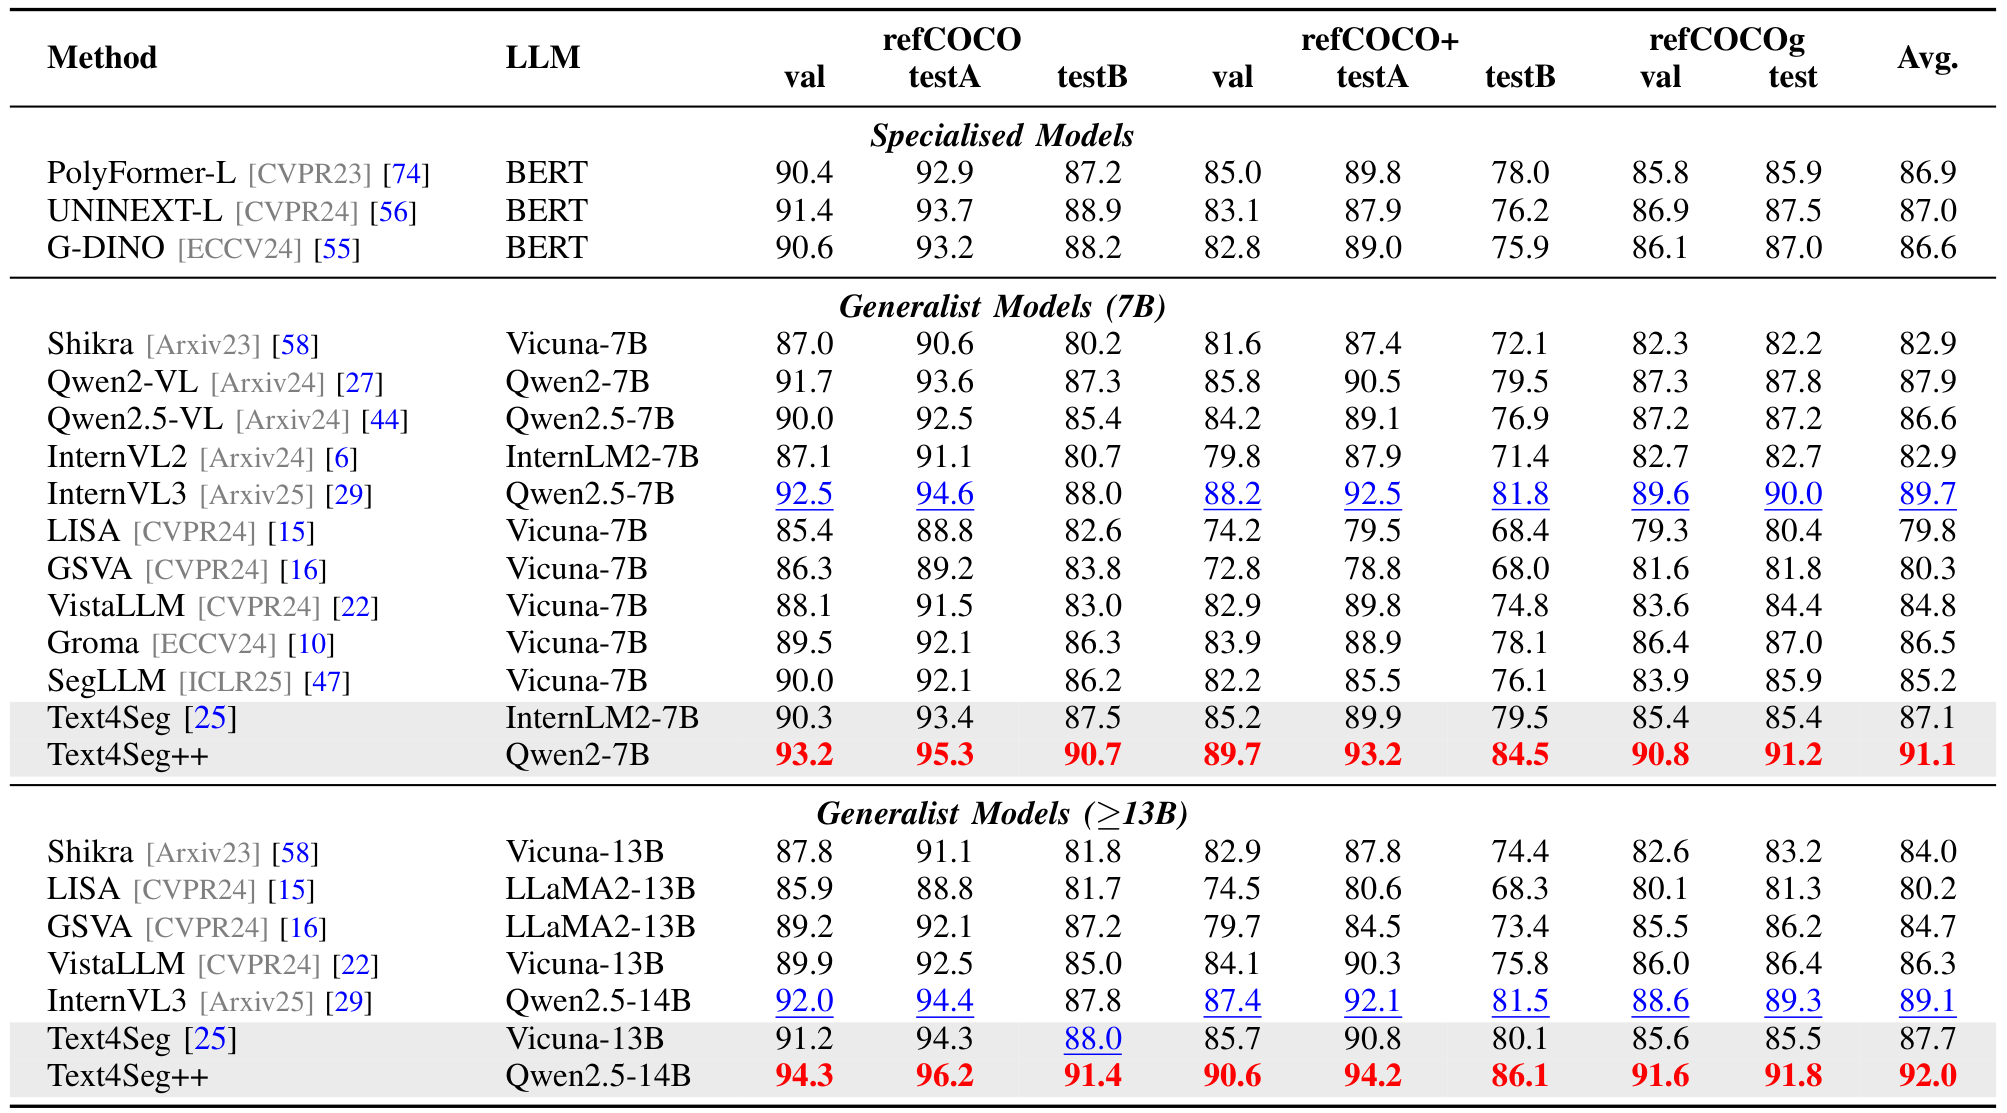 Method LLM refCOCO refCOCO+ refCOCOg Avg.
val testA testB val testA testB val test
Specialised Models
PolyFormer-L [CVPR23] [74] BERT 90.4 92.9 87.2 85.0 89.8 78.0 85.8 85.9 86.9
UNINEXT-L [CVPR24] [56] BERT 91.4 93.7 88.9 83.1 87.9 76.2 86.9 87.5 87.0
G-DINO [ECCV24] [55] BERT 90.6 93.2 88.2 82.8 89.0 75.9 86.1 87.0 86.6
Generalist Models (7B)
Shikra [Arxiv23] [58] Vicuna-7B 87.0 90.6 80.2 81.6 87.4 72.1 82.3 82.2 82.9
Qwen2-VL [Arxiv24] [27] Qwen2-7B 91.7 93.6 87.3 85.8 90.5 79.5 87.3 87.8 87.9
Qwen2.5-VL [Arxiv24] [44] Qwen2.5-7B 90.0 92.5 85.4 84.2 89.1 76.9 87.2 87.2 86.6
InternVL2 [Arxiv24] [6] InternLM2-7B 87.1 91.1 80.7 79.8 87.9 71.4 82.7 82.7 82.9
InternVL3 [Arxiv25] [29] Qwen2.5-7B 92.5 94.6 88.0 88.2 92.5 81.8 89.6 90.0 89.7
LISA [CVPR24] [15] Vicuna-7B 85.4 88.8 82.6 74.2 79.5 68.4 79.3 80.4 79.8
GSVA [CVPR24] [16] Vicuna-7B 86.3 89.2 83.8 72.8 78.8 68.0 81.6 81.8 80.3
VistaLLM [CVPR24] [22] Vicuna-7B 88.1 91.5 83.0 82.9 89.8 74.8 83.6 84.4 84.8
Groma [ECCV24] [10] Vicuna-7B 89.5 92.1 86.3 83.9 88.9 78.1 86.4 87.0 86.5
SegLLM [ICLR25] [47] Vicuna-7B 90.0 92.1 86.2 82.2 85.5 76.1 83.9 85.9 85.2
Text4Seg [25] InternLM2-7B 90.3 93.4 87.5 85.2 89.9 79.5 85.4 85.4 87.1
Text4Seg++ Qwen2-7B 93.2 95.3 90.7 89.7 93.2 84.5 90.8 91.2 91.1
Generalist Models (≥13B)
Shikra [Arxiv23] [58] Vicuna-13B 87.8 91.1 81.8 82.9 87.8 74.4 82.6 83.2 84.0
LISA [CVPR24] [15] LLaMA2-13B 85.9 88.8 81.7 74.5 80.6 68.3 80.1 81.3 80.2
GSVA [CVPR24] [16] LLaMA2-13B 89.2 92.1 87.2 79.7 84.5 73.4 85.5 86.2 84.7
VistaLLM [CVPR24] [22] Vicuna-13B 89.9 92.5 85.0 84.1 90.3 75.8 86.0 86.4 86.3
InternVL3 [Arxiv25] [29] Qwen2.5-14B 92.0 94.4 87.8 87.4 92.1 81.5 88.6 89.3 89.1
Text4Seg [25] Vicuna-13B 91.2 94.3 88.0 85.7 90.8 80.1 85.6 85.5 87.7
Text4Seg++ Qwen2.5-14B 94.3 96.2 91.4 90.6 94.2 86.1 91.6 91.8 92.0